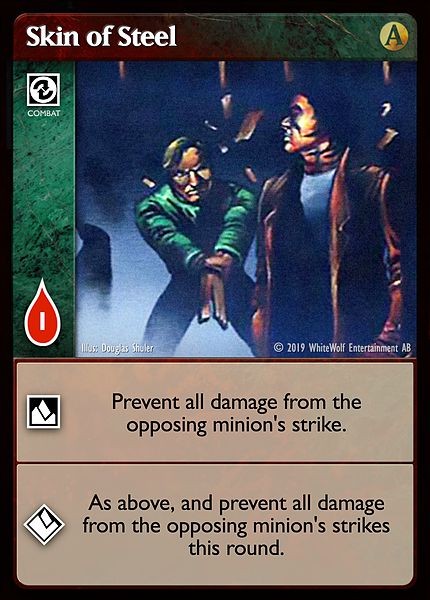 Skin of Steel
A
COMBAT
1
Illus: Douglas Shuler
© 2019 WhiteWolf Entertainment AB
Prevent all damage from the
opposing minion's strike.
As above, and prevent all damage
from the opposing minion's strikes
this round.